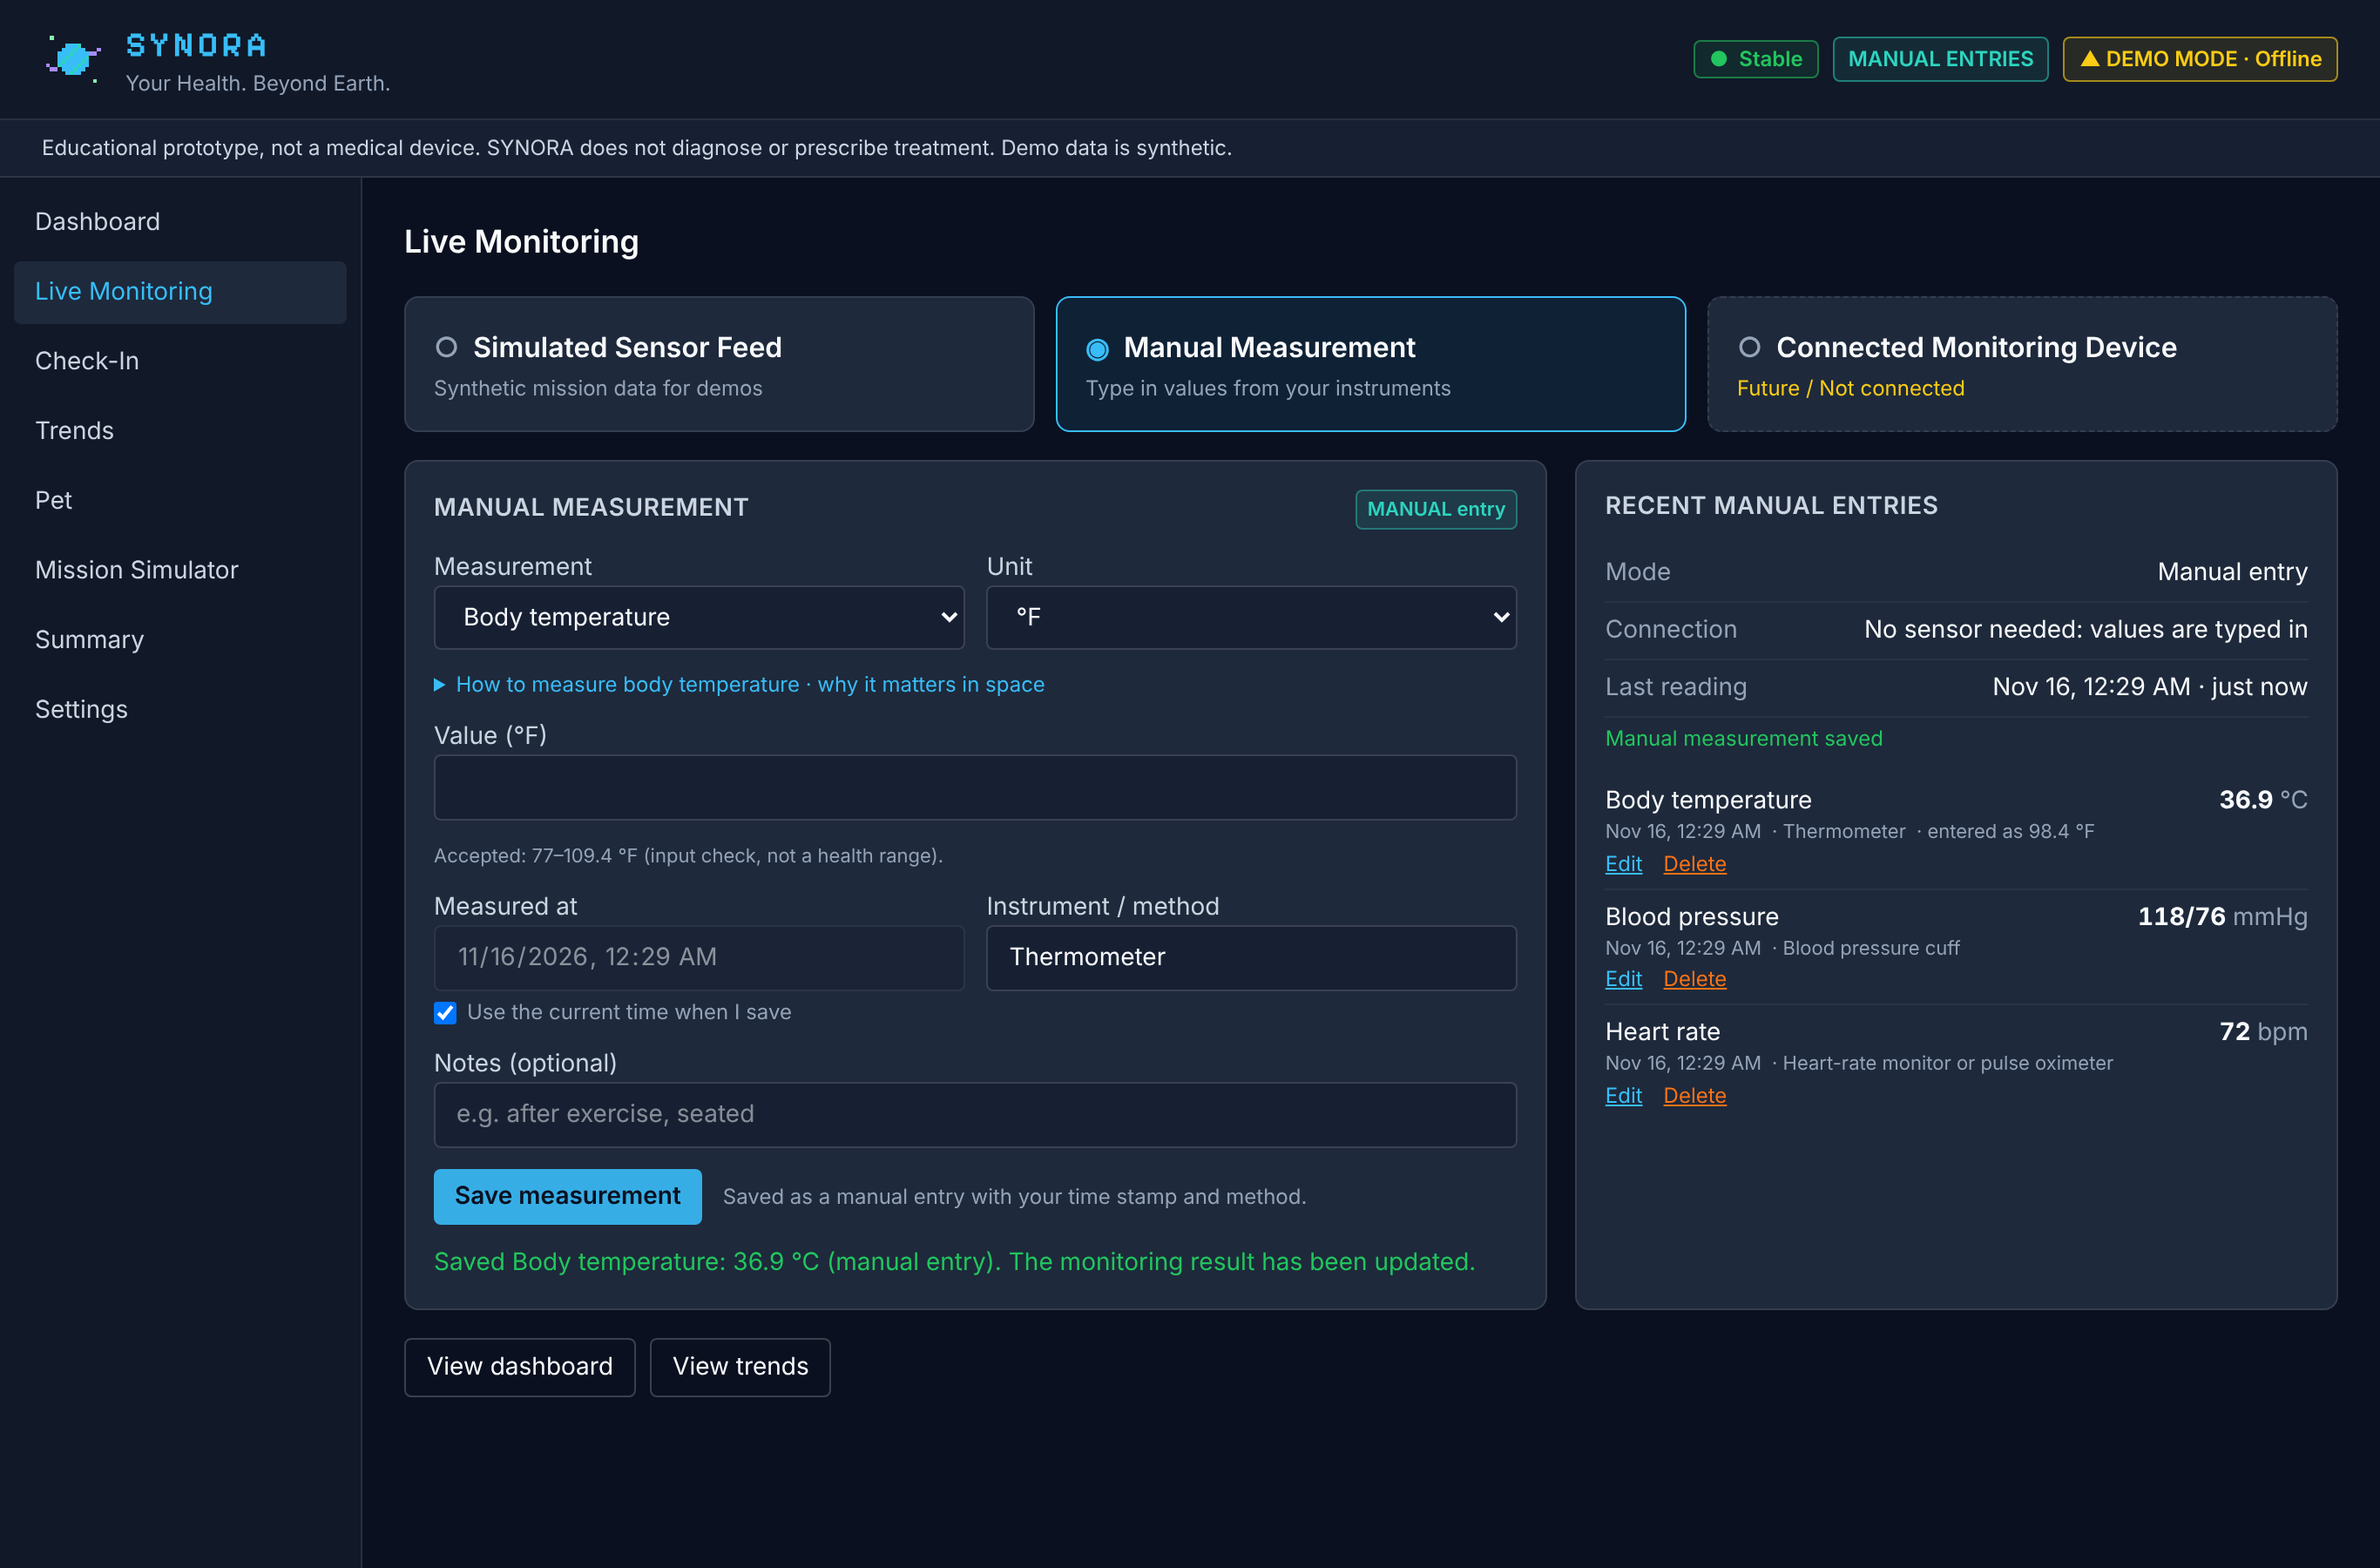 SYNORA
Your Health. Beyond Earth.
Stable
MANUAL ENTRIES
▲ DEMO MODE · Offline
Educational prototype, not a medical device. SYNORA does not diagnose or prescribe treatment. Demo data is synthetic.
Dashboard
Live Monitoring
Check-In
Trends
Pet
Mission Simulator
Summary
Settings
Live Monitoring
Simulated Sensor Feed
Synthetic mission data for demos
Manual Measurement
Type in values from your instruments
Connected Monitoring Device
Future / Not connected
MANUAL MEASUREMENT
MANUAL entry
Measurement
Unit
Body temperature
°F
▶ How to measure body temperature · why it matters in space
Value (°F)
Accepted: 77–109.4 °F (input check, not a health range).
Measured at
Instrument / method
11/16/2026, 12:29 AM
Thermometer
Use the current time when I save
Notes (optional)
e.g. after exercise, seated
Save measurement
Saved as a manual entry with your time stamp and method.
Saved Body temperature: 36.9 °C (manual entry). The monitoring result has been updated.
RECENT MANUAL ENTRIES
Mode Manual entry
Connection No sensor needed: values are typed in
Last reading Nov 16, 12:29 AM · just now
Manual measurement saved
Body temperature 36.9 °C
Nov 16, 12:29 AM · Thermometer · entered as 98.4 °F
Edit Delete
Blood pressure 118/76 mmHg
Nov 16, 12:29 AM · Blood pressure cuff
Edit Delete
Heart rate 72 bpm
Nov 16, 12:29 AM · Heart-rate monitor or pulse oximeter
Edit Delete
View dashboard
View trends